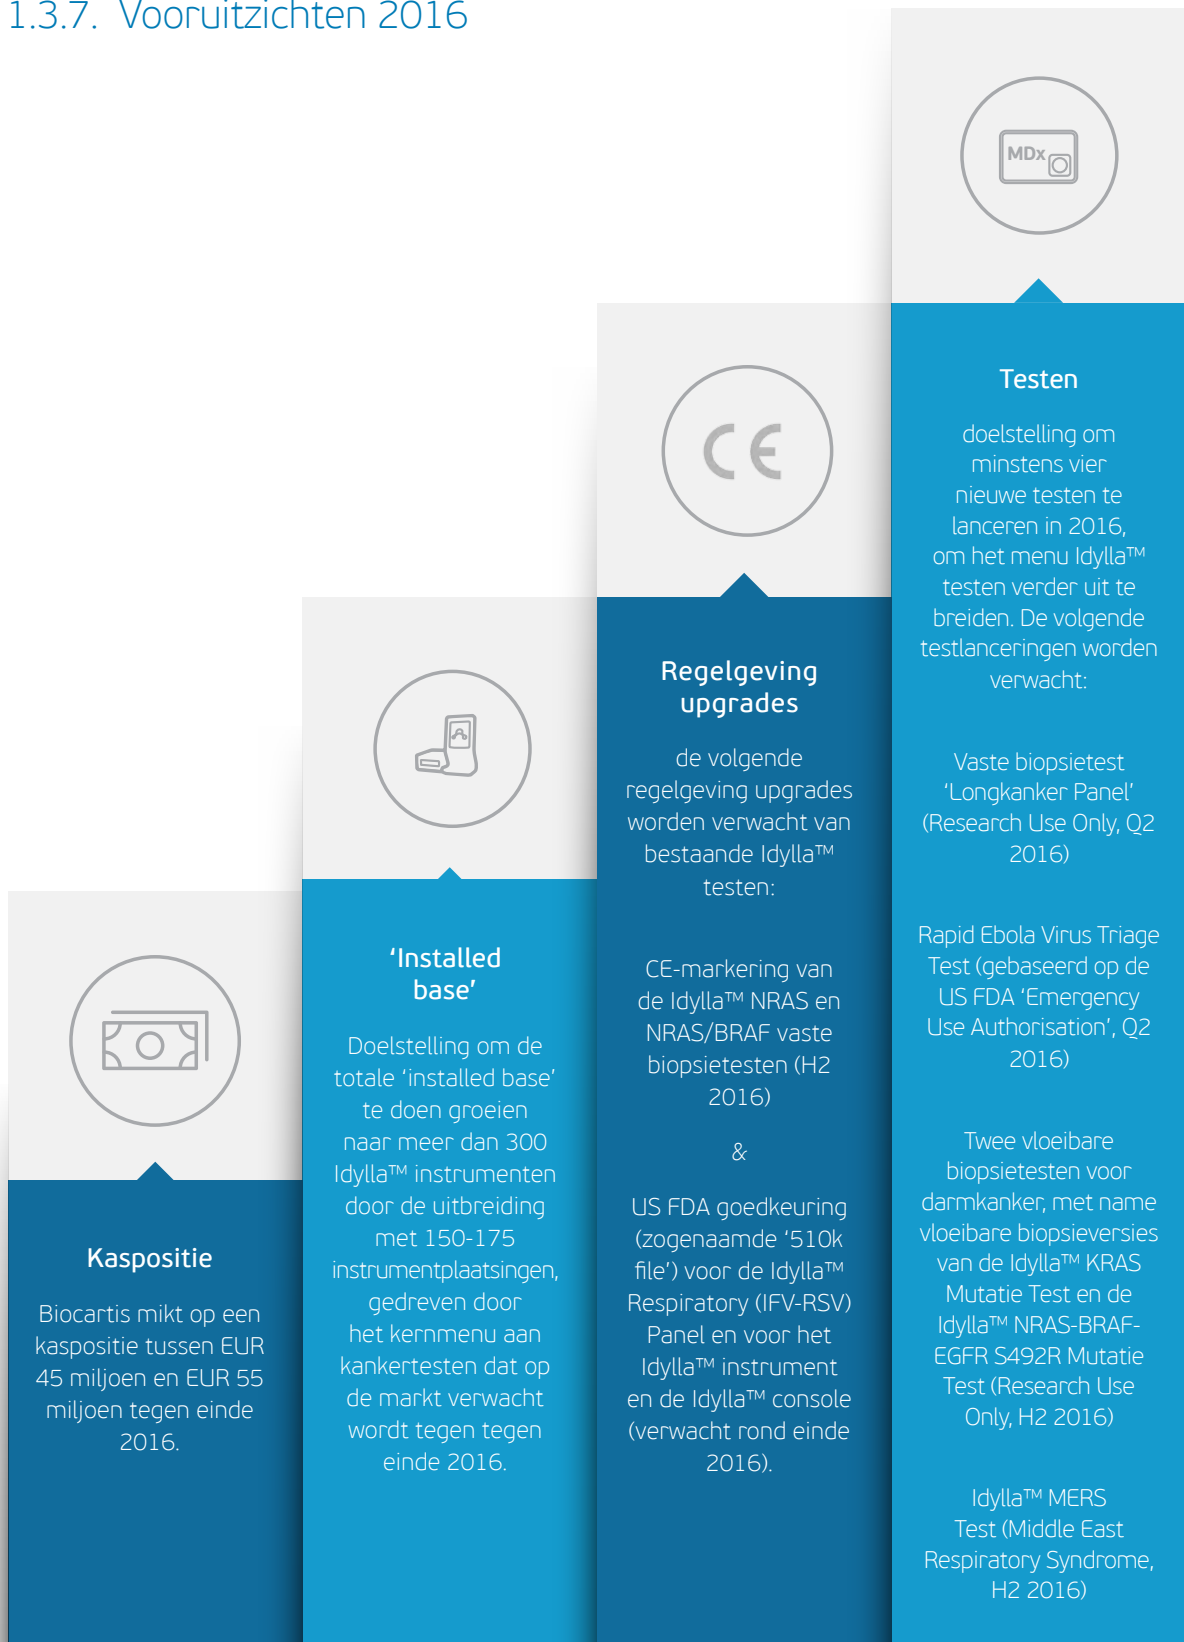 1.3.7. Vooruitzichten 2016
Kaspositie
Biocartis mikt op een
kaspositie tussen EUR
45 miljoen en EUR 55
miljoen tegen einde
2016.
‘Installed
base’
Doelstelling om de
totale ‘installed base’
te doen groeien
naar meer dan 300
Idylla™ instrumenten
door de uitbreiding
met 150-175
instrumentplaatsingen,
gedreven door
het kernmenu aan
kankertesten dat op
de markt verwacht
wordt tegen tegen
einde 2016.
CE
Regelgeving
upgrades
de volgende
regelgeving upgrades
worden verwacht van
bestaande Idylla™
testen:
CE-markering van
de Idylla™ NRAS en
NRAS/BRAF vaste
biopsietesten (H2
2016)
&
US FDA goedkeuring
(zogenaamde ‘510k
file’) voor de Idylla™
Respiratory (IFV-RSV)
Panel en voor het
Idylla™ instrument
en de Idylla™ console
(verwacht rond einde
2016).
MDx
Testen
doelstelling om
minstens vier
nieuwe testen te
lanceren in 2016,
om het menu Idylla™
testen verder uit te
breiden. De volgende
testlanceringen worden
verwacht:
Vaste biopsietest
‘Longkanker Panel’
(Research Use Only, Q2
2016)
Rapid Ebola Virus Triage
Test (gebaseerd op de
US FDA ‘Emergency
Use Authorisation’, Q2
2016)
Twee vloeibare
biopsietesten voor
darmkanker, met name
vloeibare biopsieversies
van de Idylla™ KRAS
Mutatie Test en de
Idylla™ NRAS-BRAF-
EGFR S492R Mutatie
Test (Research Use
Only, H2 2016)
Idylla™ MERS
Test (Middle East
Respiratory Syndrome,
H2 2016)